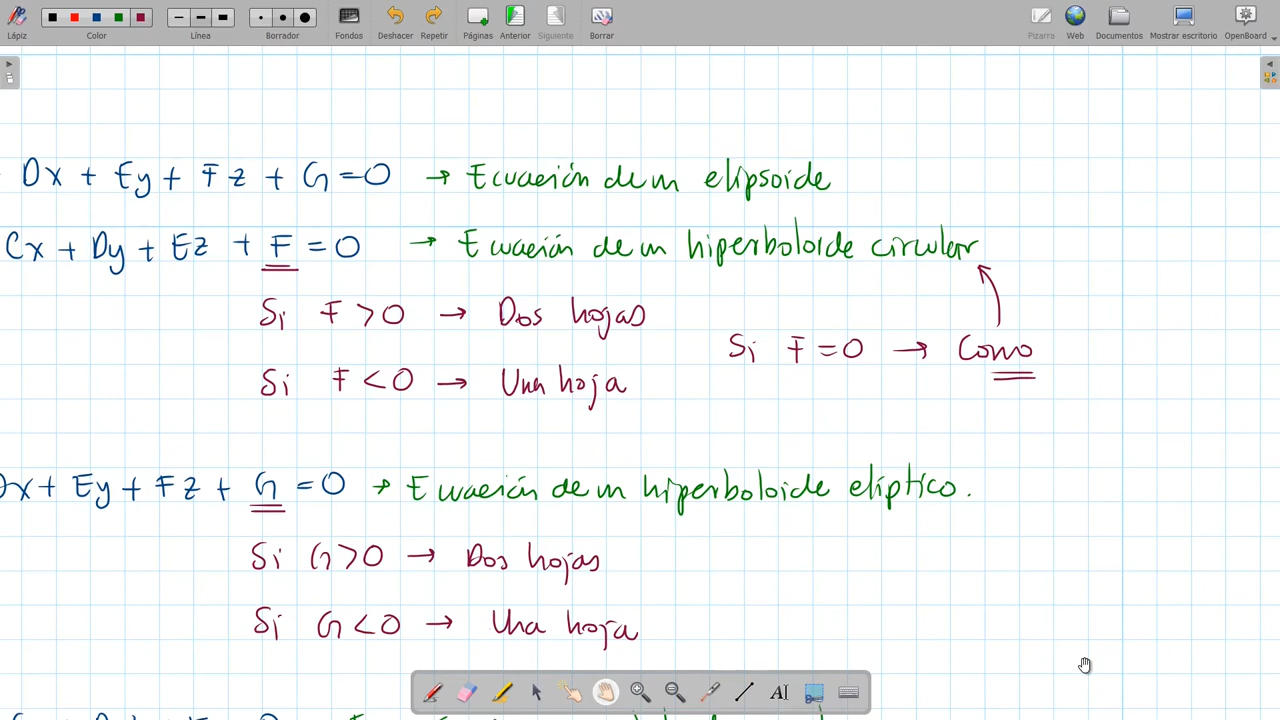 Lápiz Color Línea Borrador Fondos Deshacer Repetir Páginas Anterior Siguiente Borrar Pizarra Web Documentos Mostrar escritorio OpenBoard
Dx + Ey + Fz + G = 0 → Ecuación de un elipsoide
Cx + Dy + Ez + F = 0 → Ecuación de un hiperboloide circular
Si F > 0 → Dos hojas
Si F = 0 → Cono
Si F < 0 → Una hoja
Dx + Ey + Fz + G = 0 → Ecuación de un hiperboloide elíptico.
Si G > 0 → Dos hojas
Si G < 0 → Una hoja